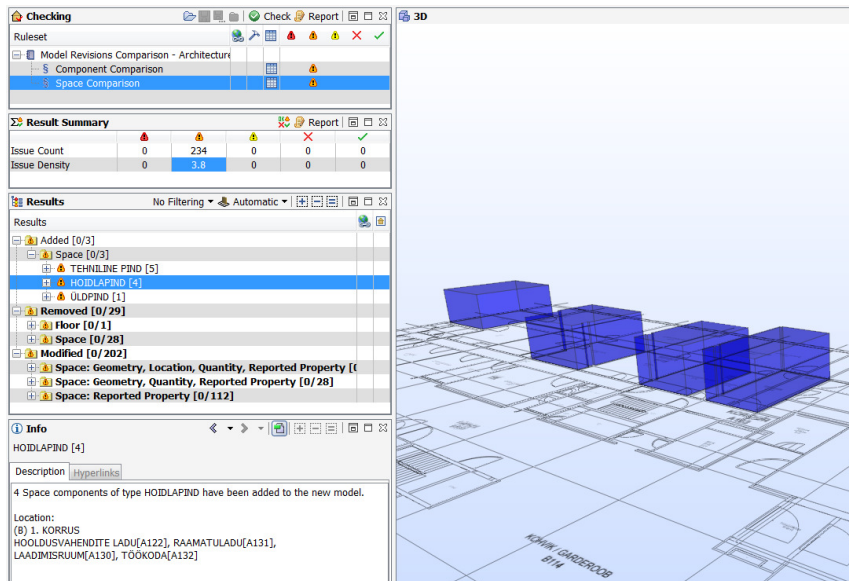 Checking
Check
Report
3D
Ruleset
Model Revisions Comparison - Architecture
§ Component Comparison
§ Space Comparison
Result Summary
Report
Issue Count 0 234 0 0 0
Issue Density 0 3.8 0 0 0
Results
No Filtering
Automatic
Results
Added [0/3]
Space [0/3]
TEHNILINE PIND [5]
HOIDLAPIND [4]
ÜLDPIND [1]
Removed [0/29]
Floor [0/1]
Space [0/28]
Modified [0/202]
Space: Geometry, Location, Quantity, Reported Property [
Space: Geometry, Quantity, Reported Property [0/28]
Space: Reported Property [0/112]
Info
HOIDLAPIND [4]
Description
Hyperlinks
4 Space components of type HOIDLAPIND have been added to the new model.
Location:
(B) 1. KORRUS
HOOLDUSVAHENDITE LADU[A122], RAAMATULADU[A131],
LAADIMISRUUM[A130], TÖÖKODA[A132]
KOHVIK / GARDEROOB
B114